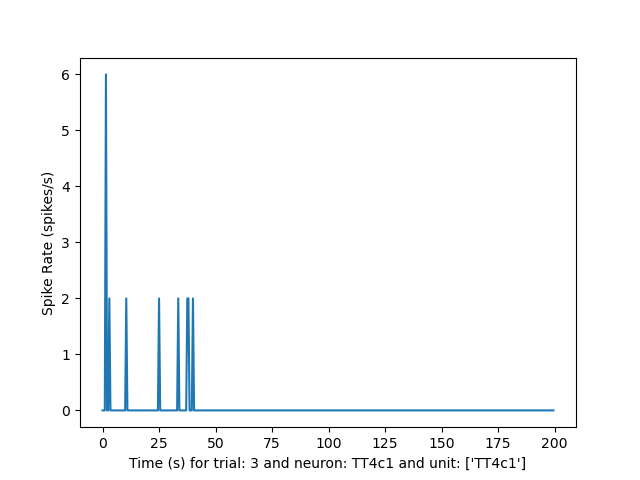 6
5
4
3
2
1
0
Spike Rate (spikes/s)
0 25 50 75 100 125 150 175 200
Time (s) for trial: 3 and neuron: TT4c1 and unit: ['TT4c1']